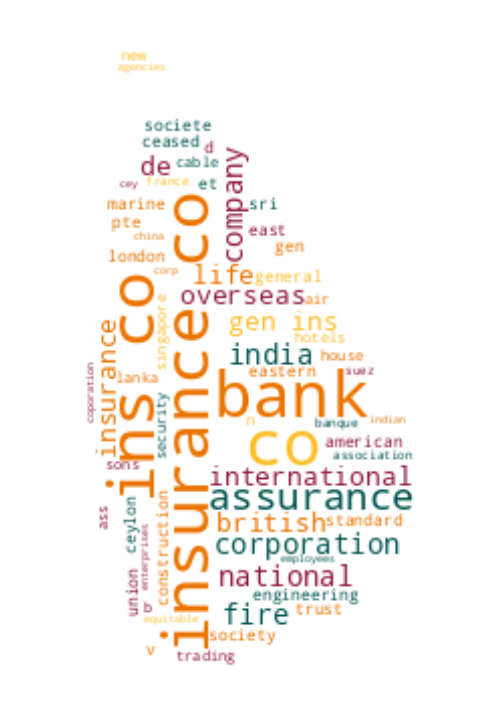 new
agencies
societe
ceased
d
de
cable
company
cey
france
et
insurance co
marine
sri
pte
east
china
gen
london
corp
life
general
ins co
overseas
air
singapore
gen ins
insurance
hotels
india
house
eastern
suez
coporation
lanka
bank
security
n
banque
indian
co
american
association
sons
international
assurance
ass
ceylon
construction
british
standard
enterprises
corporation
employees
union
national
engineering
br
fire
trust
equitable
society
v
trading